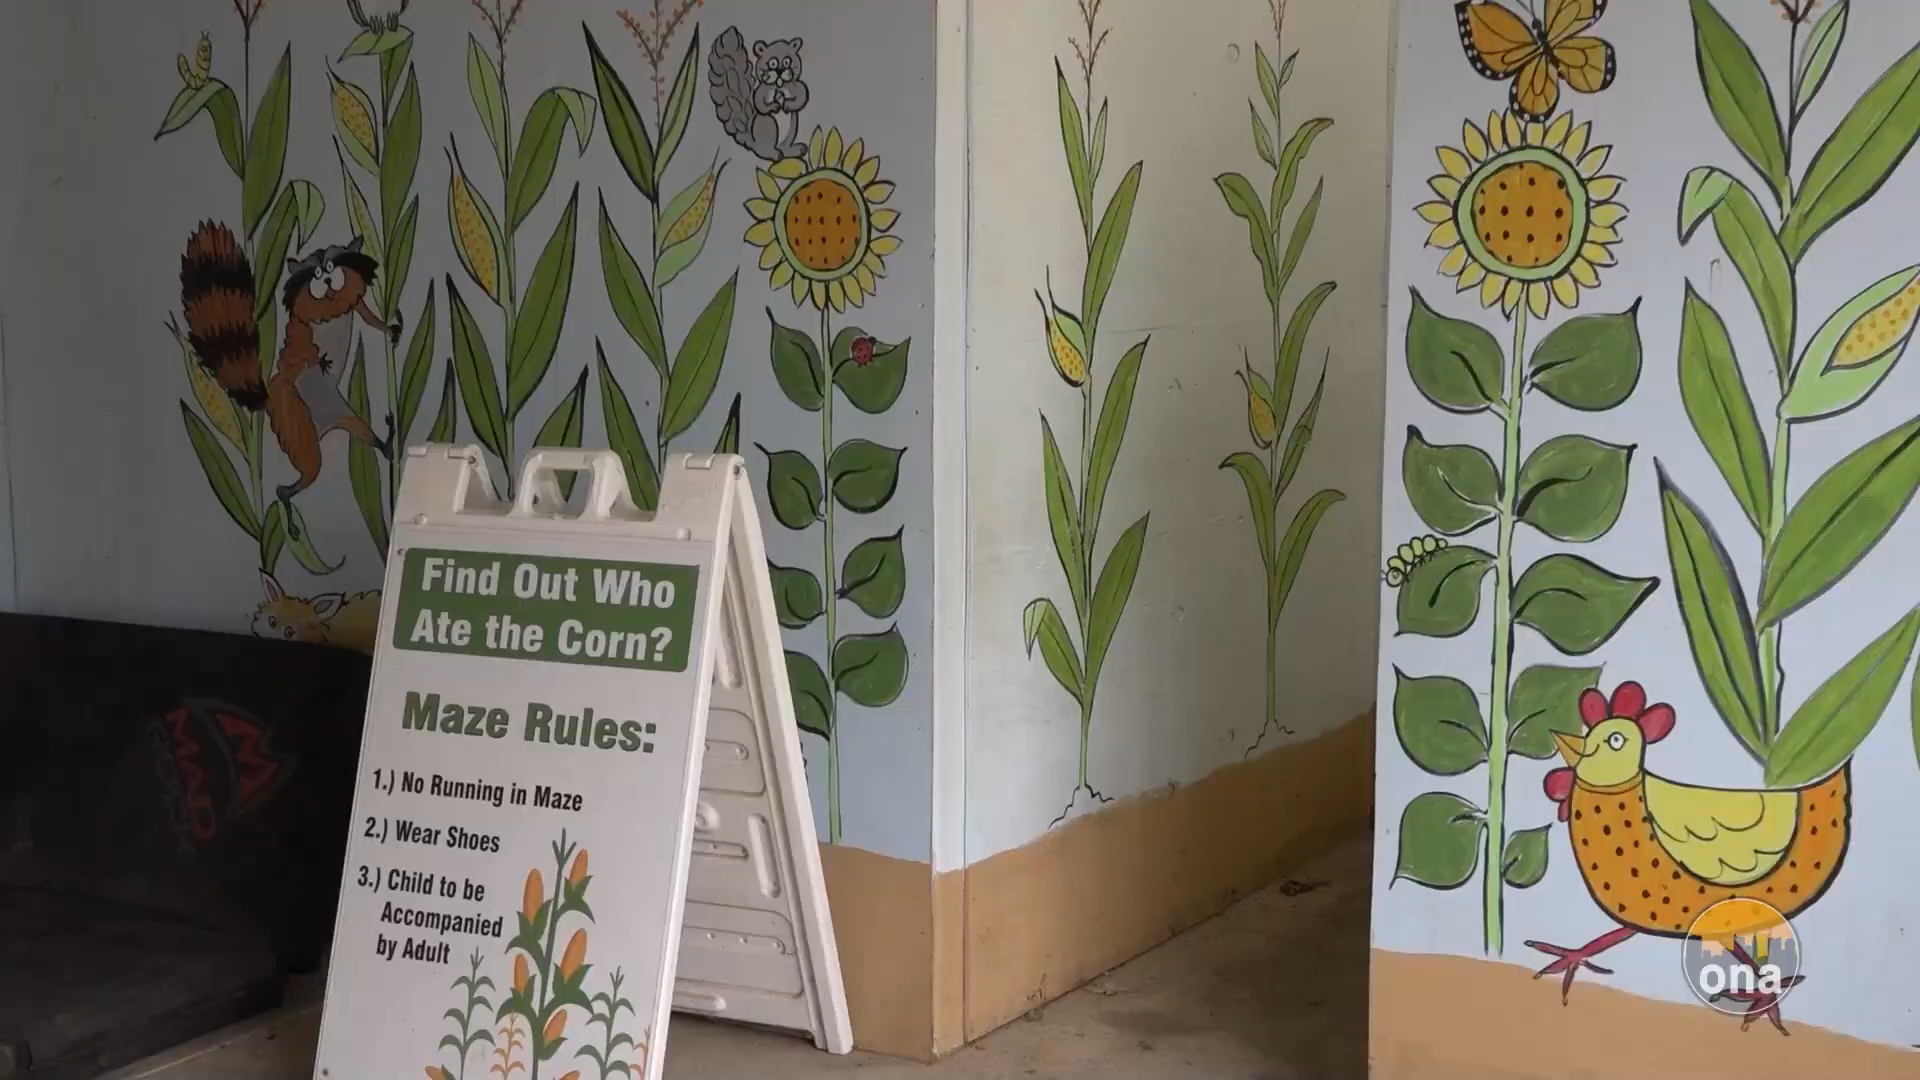 Find Out Who
Ate the Corn?
Maze Rules:
1.) No Running in Maze
2.) Wear Shoes
3.) Child to be
Accompanied
by Adult
MAD
ona